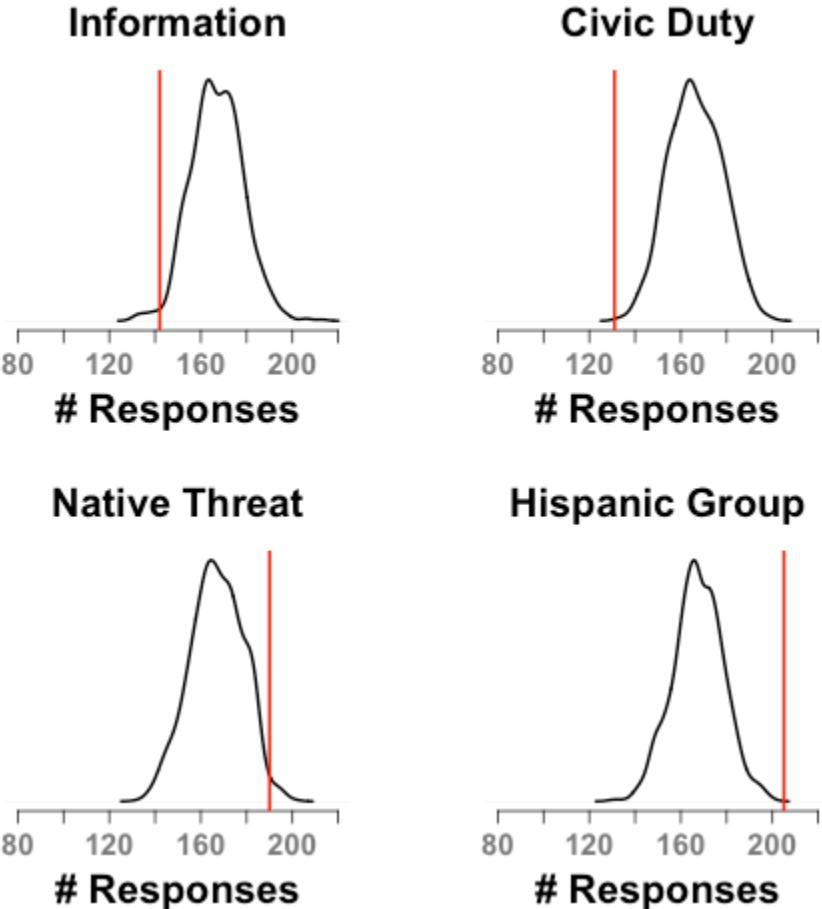 Information
80 120 160 200
# Responses
Civic Duty
80 120 160 200
# Responses
Native Threat
80 120 160 200
# Responses
Hispanic Group
80 120 160 200
# Responses